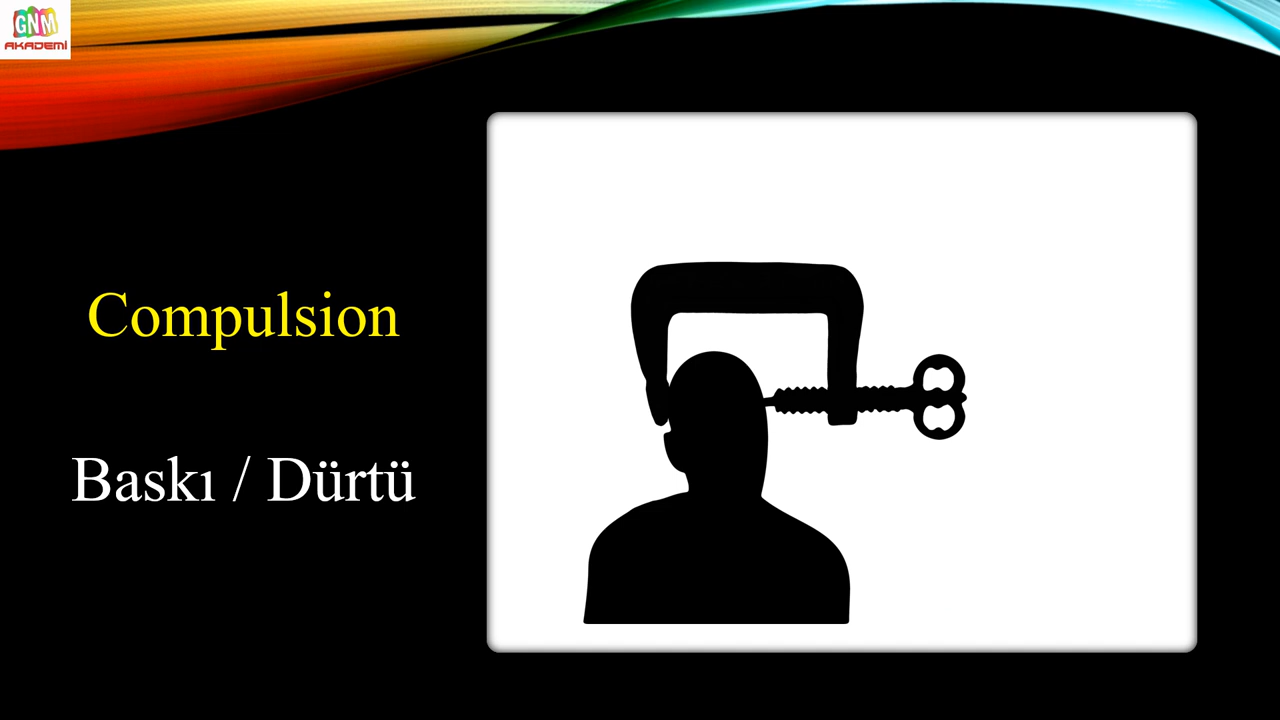 GNM
AKADEMİ
Compulsion
Baskı / Dürtü